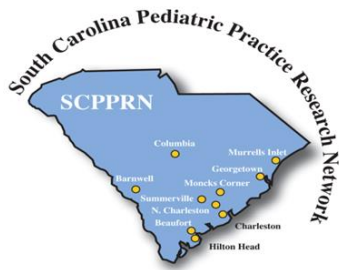 South Carolina Pediatric Practice Research Network
SCPPRN
Columbia
Murrells Inlet
Georgetown
Barnwell
Moncks Corner
Summerville
N. Charleston
Beaufort
Charleston
Hilton Head